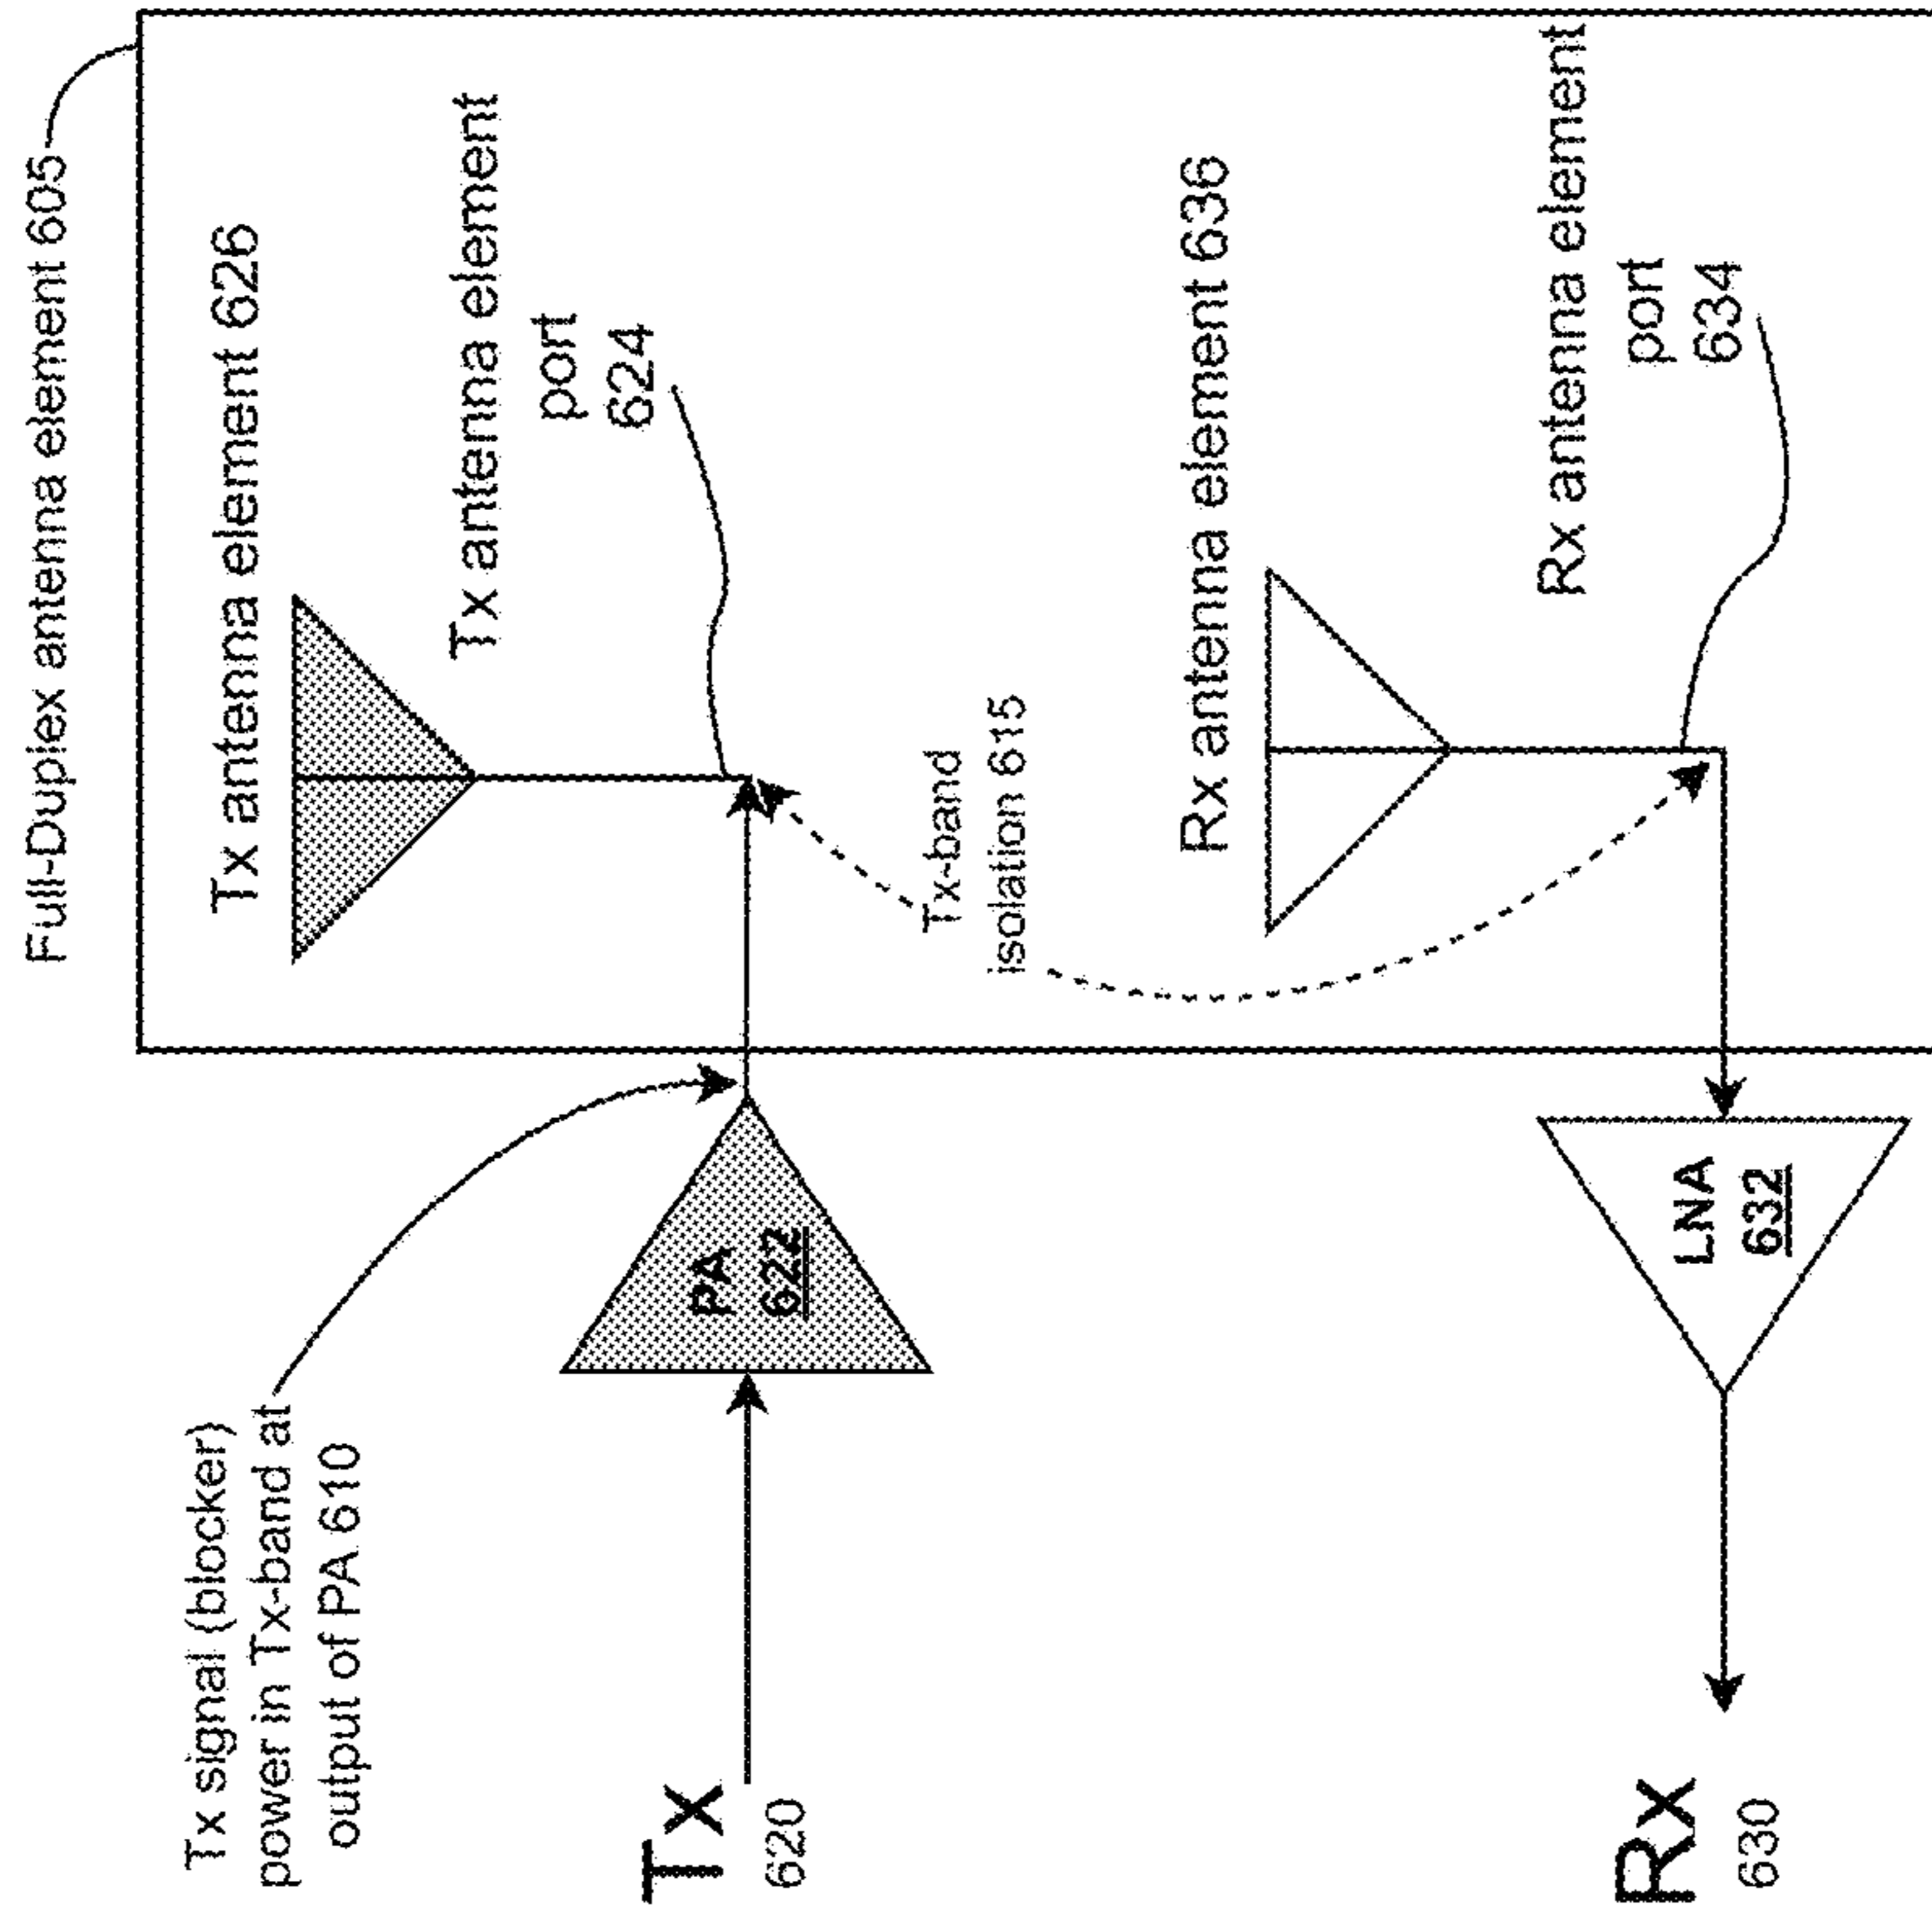 Full-Duplex antenna element 605
Tx signal (blocker)
power in Tx-band at
output of PA 610
Tx antenna element 626
Tx antenna element
port
624
Tx
620
PA
622
Tx-band
isolation 615
Rx antenna element 636
Rx antenna element
port
634
Rx
630
LNA
632